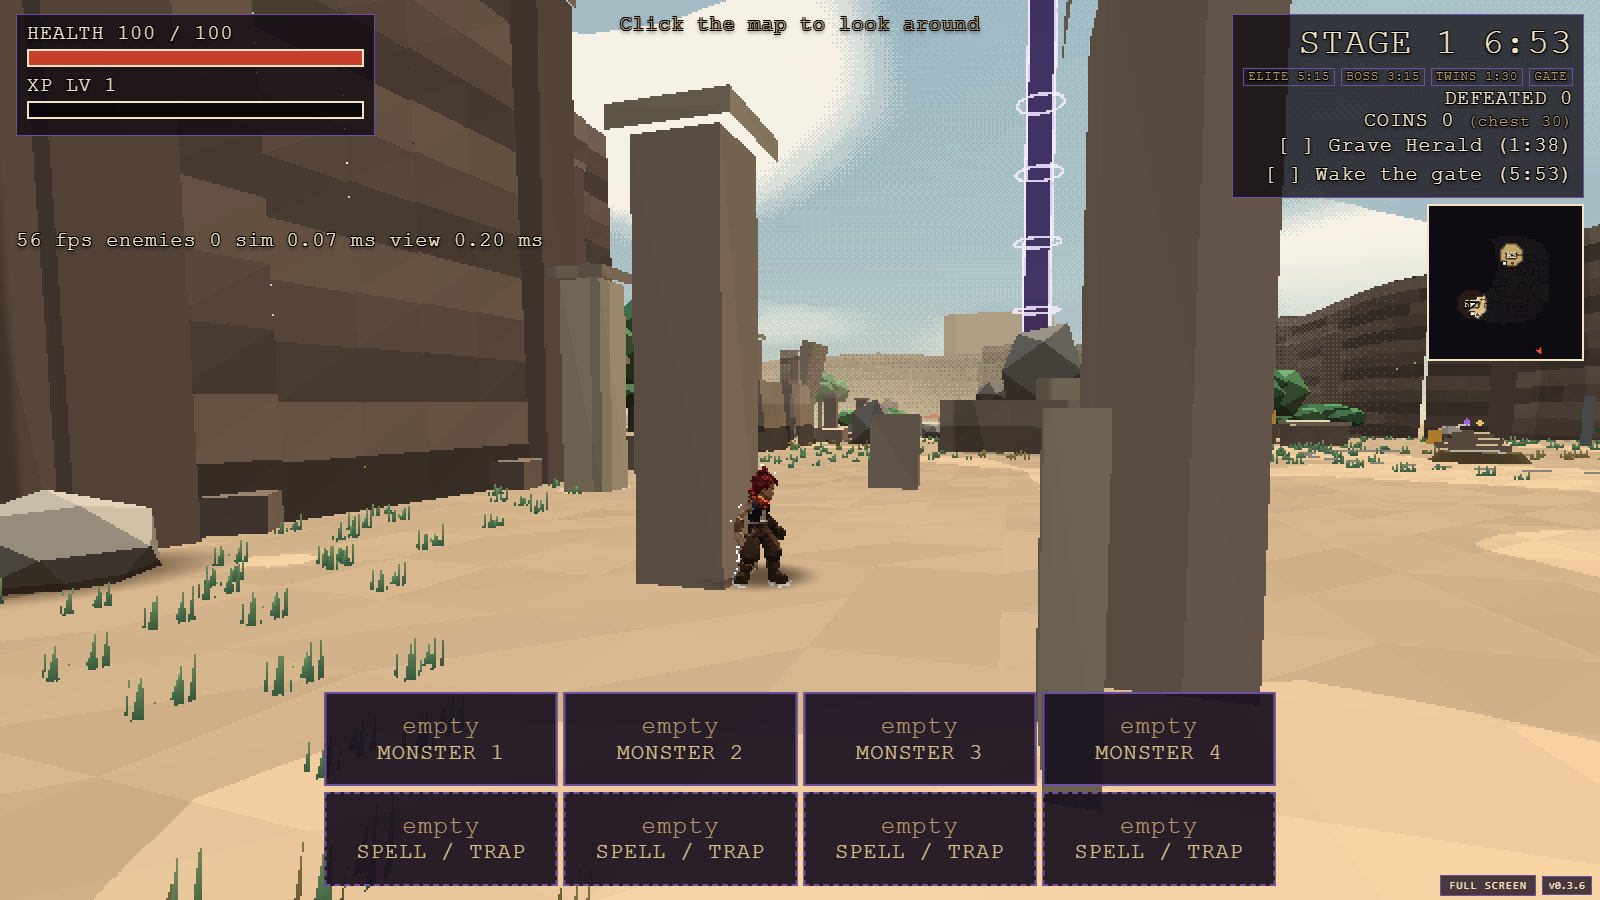 HEALTH 100 / 100
XP LV 1
Click the map to look around
STAGE 1 6:53
ELITE 5:15 BOSS 3:15 TWINS 1:30 GATE
DEFEATED 0
COINS 0 (chest 30)
[ ] Grave Herald (1:38)
[ ] Wake the gate (5:53)
56 fps enemies 0 sim 0.07 ms view 0.20 ms
empty empty empty empty
MONSTER 1 MONSTER 2 MONSTER 3 MONSTER 4
empty empty empty empty
SPELL / TRAP SPELL / TRAP SPELL / TRAP SPELL / TRAP
FULL SCREEN v0.3.6